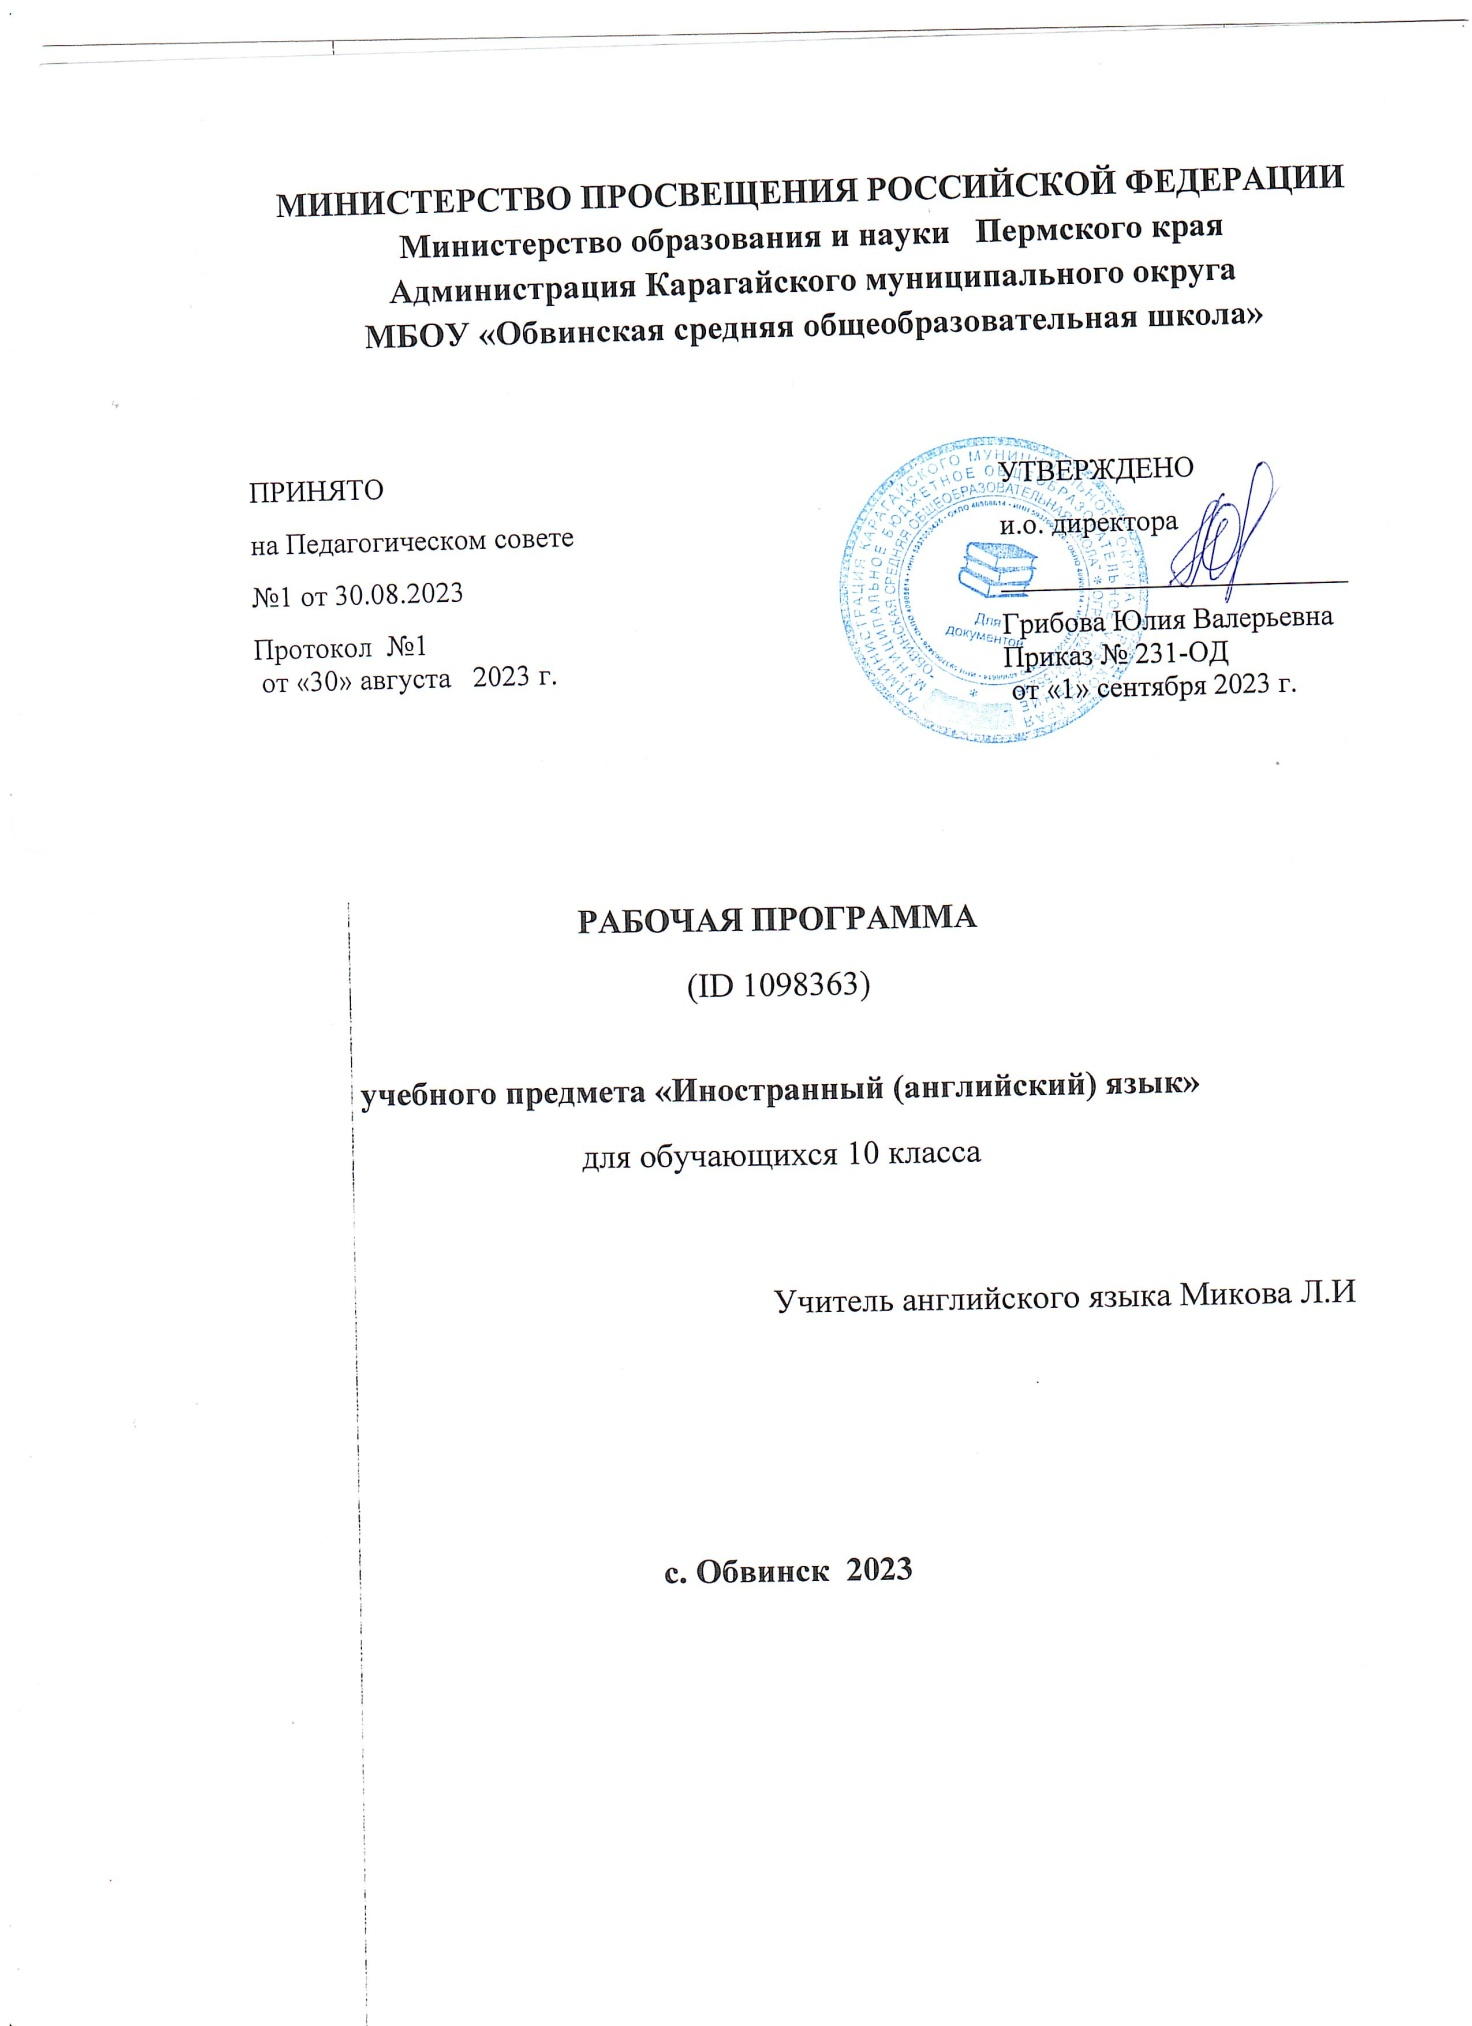 МИНИСТЕРСТВО ПРОСВЕЩЕНИЯ РОССИЙСКОЙ ФЕДЕРАЦИИ
Министерство образования и науки   Пермского края
Администрация Карагайского муниципального округа
МБОУ «Обвинская средняя общеобразовательная школа»
ПРИНЯТО
на Педагогическом совете
№1 от 30.08.2023
Протокол  №1
от «30» августа   2023 г.
УТВЕРЖДЕНО
и.о. директора
Грибова Юлия Валерьевна
Приказ № 231-ОД
от «1» сентября 2023 г.
Для
документов
РАБОЧАЯ ПРОГРАММА
(ID 1098363)
учебного предмета «Иностранный (английский) язык»
для обучающихся 10 класса
Учитель английского языка Микова Л.И
с. Обвинск  2023